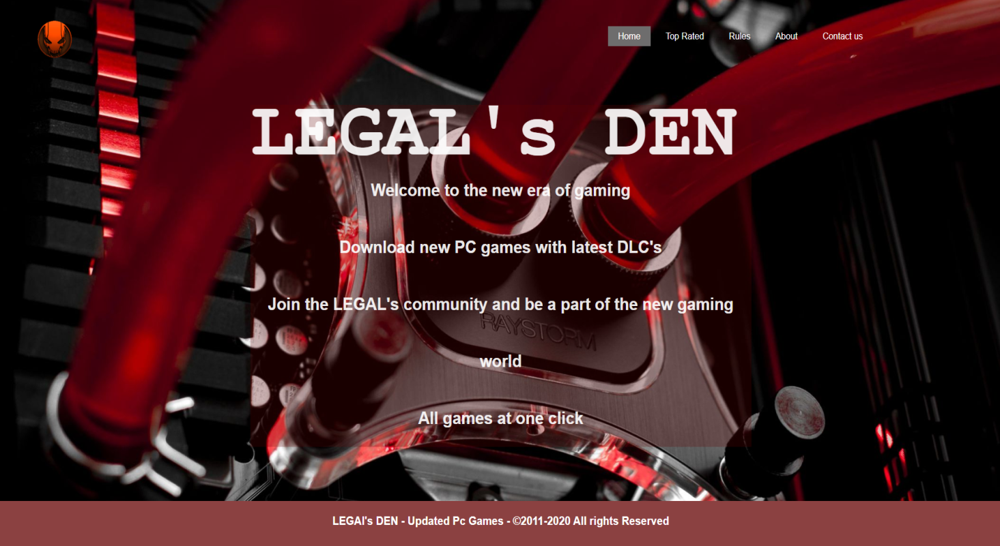 Home Top Rated Rules About Contact us
LEGAL's DEN
Welcome to the new era of gaming
Download new PC games with latest DLC's
Join the LEGAL's community and be a part of the new gaming
RAYSTORM
world
All games at one click
LEGAl's DEN - Updated Pc Games - ©2011-2020 All rights Reserved